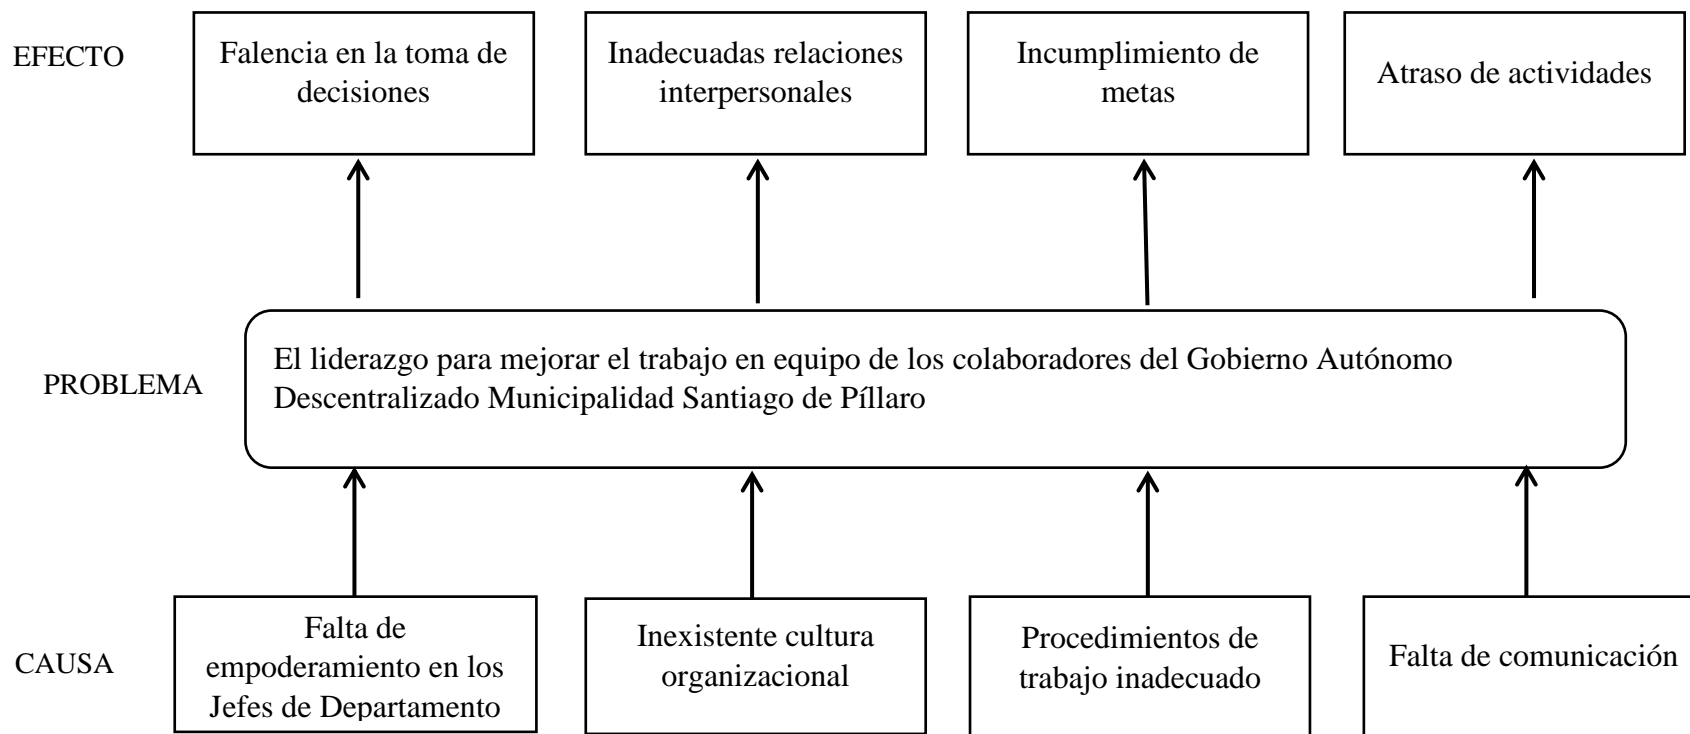 EFECTO
Falencia en la toma de
decisiones
Inadecuadas relaciones
interpersonales
Incumplimiento de
metas
Atraso de actividades
PROBLEMA
El liderazgo para mejorar el trabajo en equipo de los colaboradores del Gobierno Autónomo
Descentralizado Municipalidad Santiago de Píllaro
CAUSA
Falta de
empoderamiento en los
Jefes de Departamento
Inexistente cultura
organizacional
Procedimientos de
trabajo inadecuado
Falta de comunicación